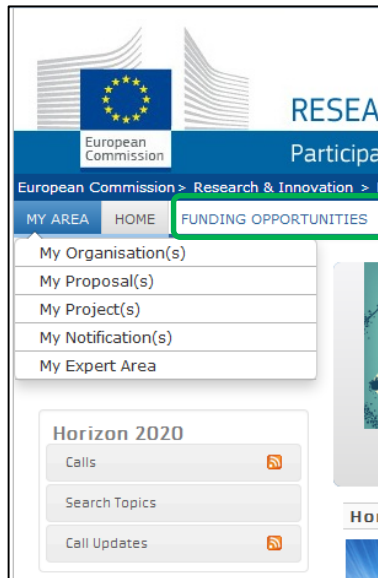 European
Commission
RESEA
Participa
European Commission > Research & Innovation >
MY AREA HOME FUNDING OPPORTUNITIES
My Organisation(s)
My Proposal(s)
My Project(s)
My Notification(s)
My Expert Area
Horizon 2020
Calls
Search Topics
Call Updates
Hor